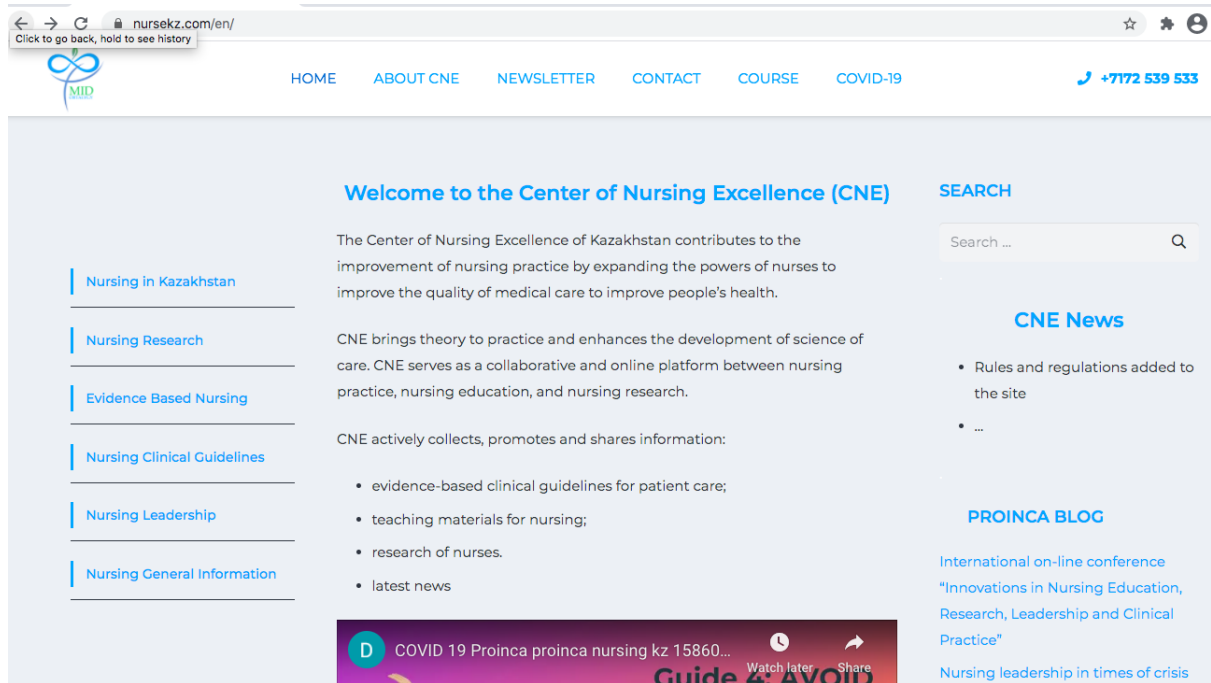 nursekz.com/en/
Click to go back, hold to see history
MID
HOME ABOUT CNE NEWSLETTER CONTACT COURSE COVID-19 +7172 539 533
Nursing in Kazakhstan
Nursing Research
Evidence Based Nursing
Nursing Clinical Guidelines
Nursing Leadership
Nursing General Information
Welcome to the Center of Nursing Excellence (CNE)
The Center of Nursing Excellence of Kazakhstan contributes to the
improvement of nursing practice by expanding the powers of nurses to
improve the quality of medical care to improve people's health.
CNE brings theory to practice and enhances the development of science of
care. CNE serves as a collaborative and online platform between nursing
practice, nursing education, and nursing research.
CNE actively collects, promotes and shares information:
• evidence-based clinical guidelines for patient care;
• teaching materials for nursing;
• research of nurses.
• latest news
D COVID 19 Proinca proinca nursing kz 15860...
Watch later Share
Guide 4: AVOID
SEARCH
Search ...
CNE News
• Rules and regulations added to
the site
• ...
PROINCA BLOG
International on-line conference
“Innovations in Nursing Education,
Research, Leadership and Clinical
Practice”
Nursing leadership in times of crisis